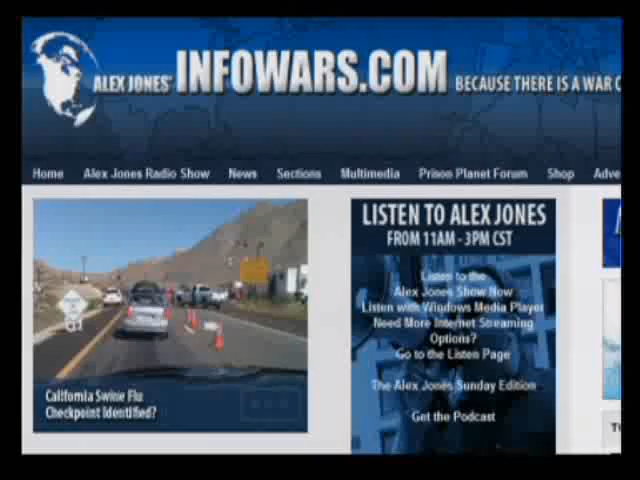 ALEX JONES' INFOWARS.COM BECAUSE THERE IS A WAR
Home Alex Jones Radio Show News Sections Multimedia Prison Planet Forum Shop
LISTEN TO ALEX JONES
FROM 11AM - 3PM CST
Listen to the
Alex Jones Show Now
Listen with Windows Media Player
Need More Internet Streaming
Options?
Go to the Listen Page
The Alex Jones Sunday Edition
Get the Podcast
California Swine Flu
Checkpoint Identified?